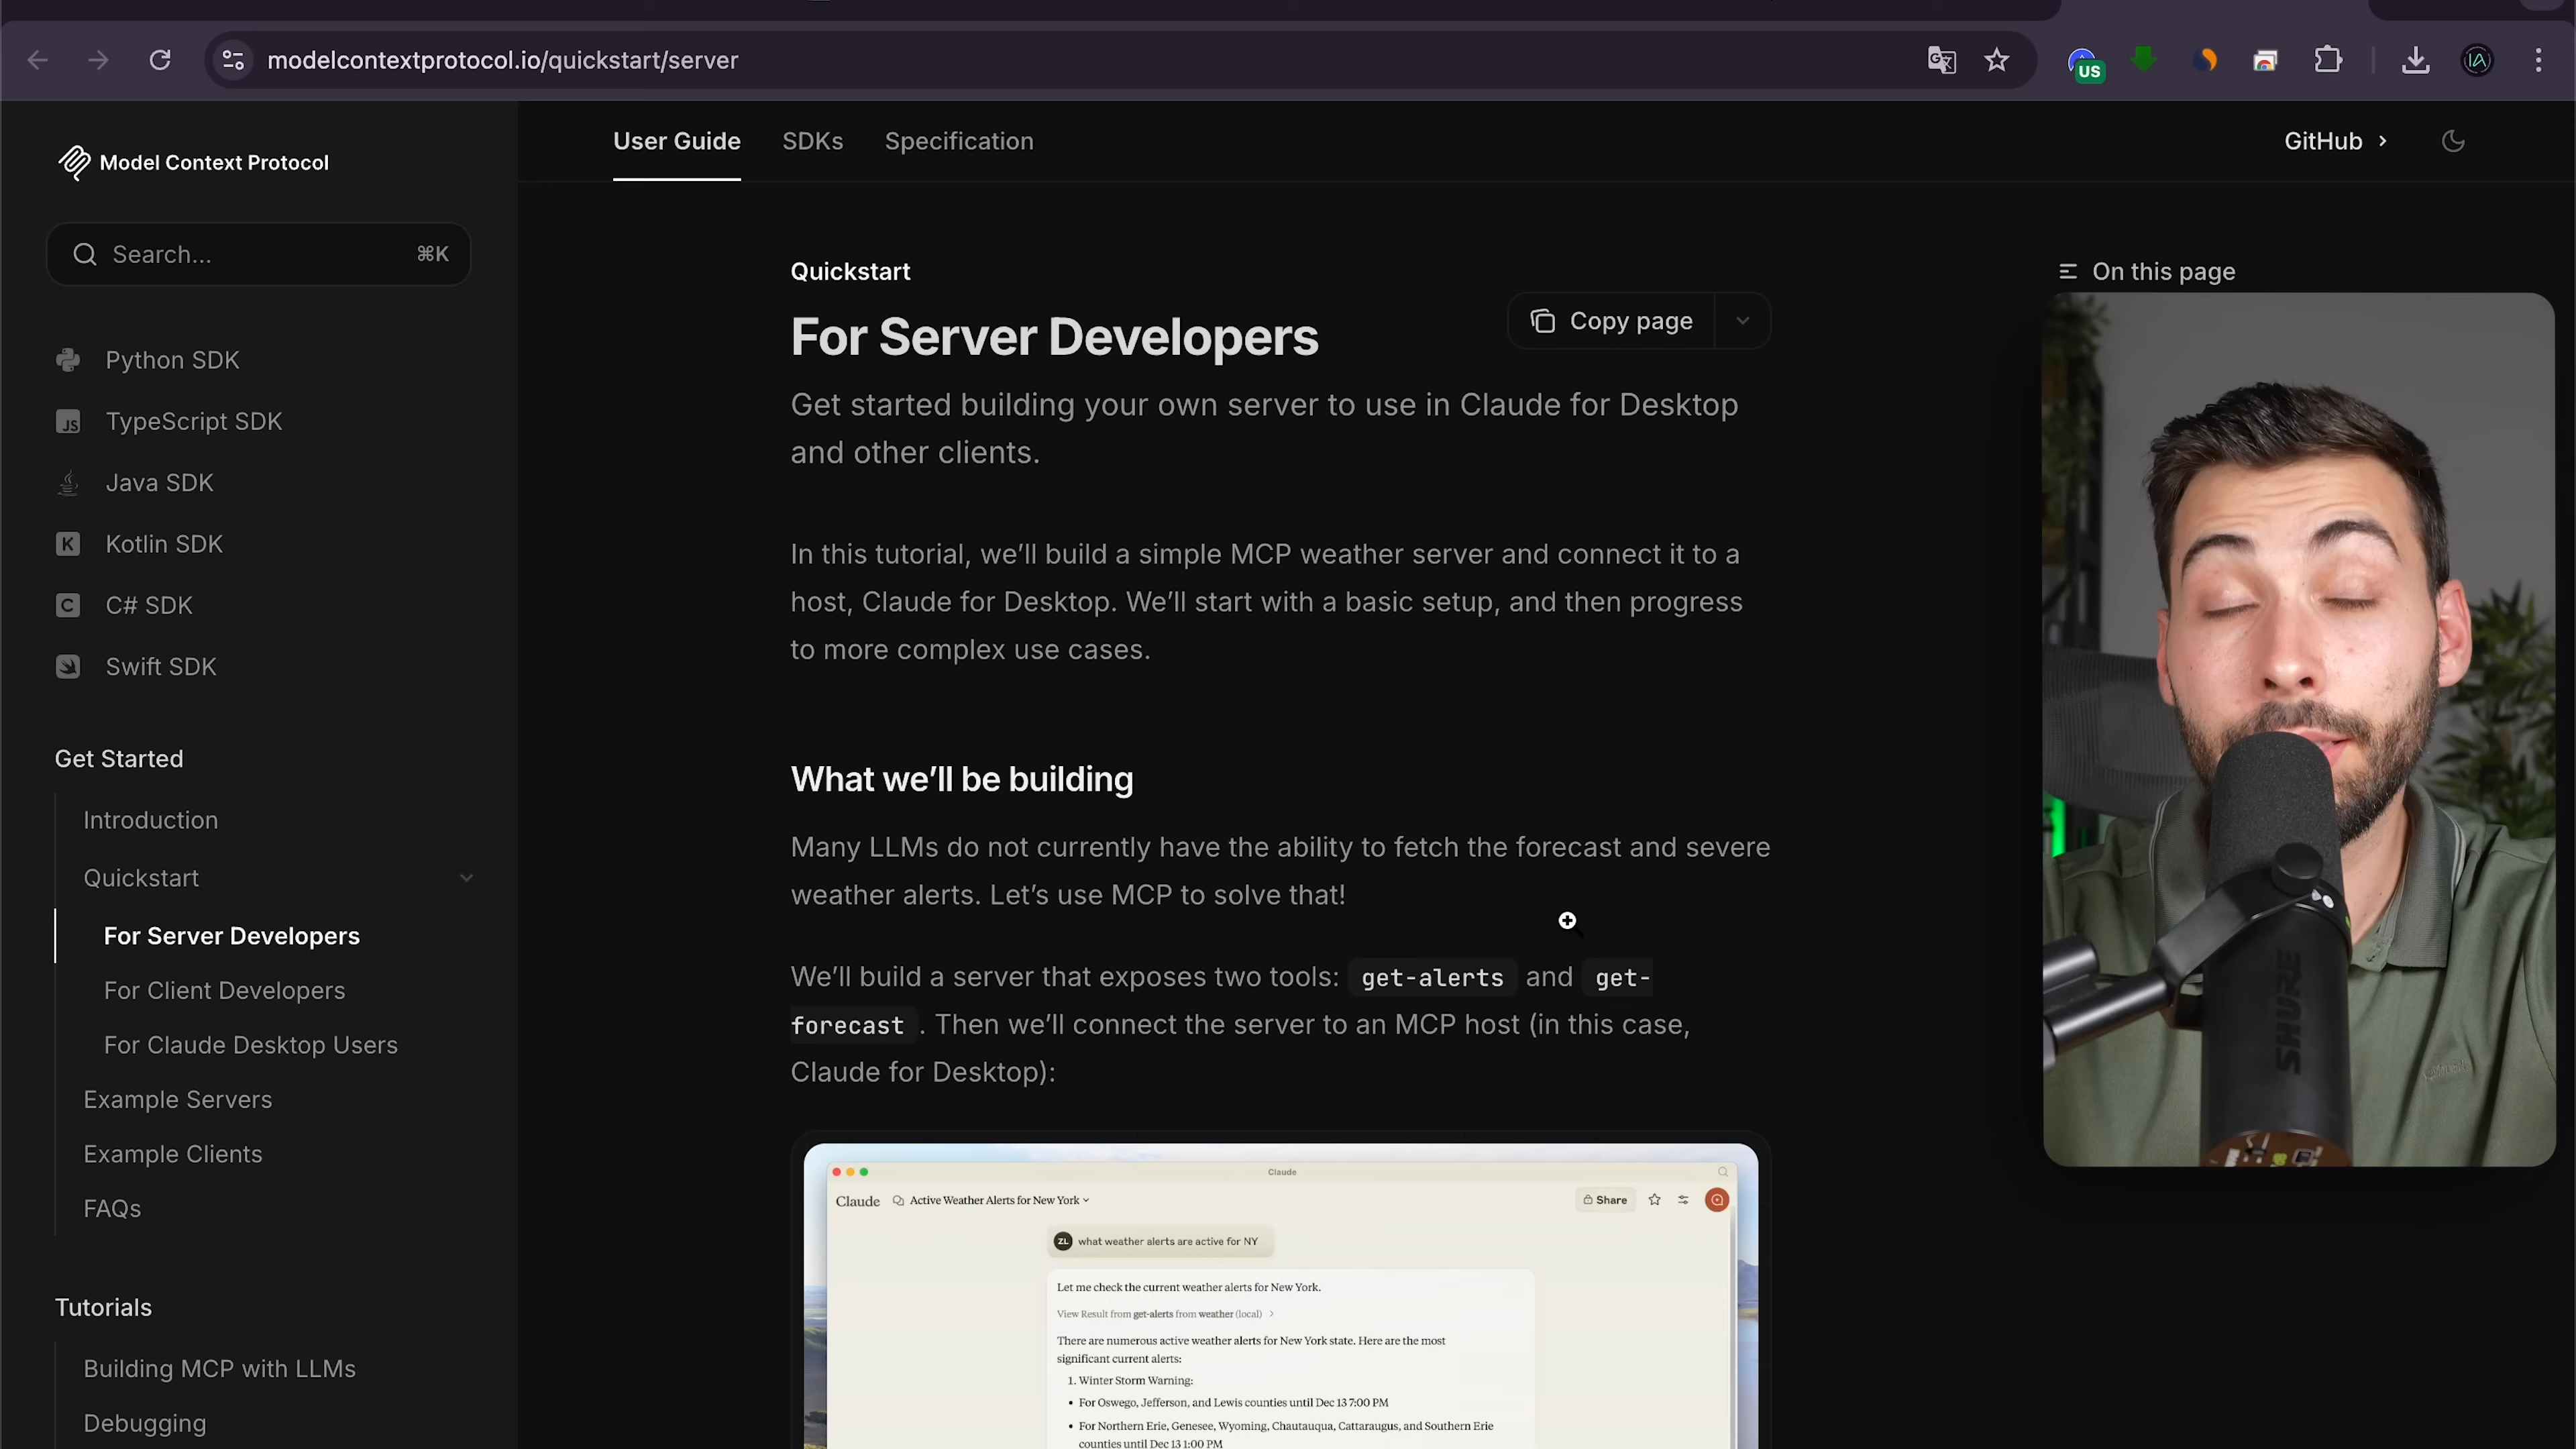 modelcontextprotocol.io/quickstart/server
US
IA
Model Context Protocol
User Guide
SDKs
Specification
GitHub
Search...
⌘K
Python SDK
JS
TypeScript SDK
Java SDK
K
Kotlin SDK
C
C# SDK
Swift SDK
Get Started
Introduction
Quickstart
For Server Developers
For Client Developers
For Claude Desktop Users
Example Servers
Example Clients
FAQs
Tutorials
Building MCP with LLMs
Debugging
Quickstart
For Server Developers
Copy page
Get started building your own server to use in Claude for Desktop
and other clients.
In this tutorial, we’ll build a simple MCP weather server and connect it to a
host, Claude for Desktop. We’ll start with a basic setup, and then progress
to more complex use cases.
What we’ll be building
Many LLMs do not currently have the ability to fetch the forecast and severe
weather alerts. Let’s use MCP to solve that!
We’ll build a server that exposes two tools: get-alerts and get-
forecast . Then we’ll connect the server to an MCP host (in this case,
Claude for Desktop):
Claude
Claude
Active Weather Alerts for New York
Share
ZL
what weather alerts are active for NY
Let me check the current weather alerts for New York.
View Result from get-alerts from weather (local)
There are numerous active weather alerts for New York state. Here are the most
significant current alerts:
1. Winter Storm Warning:
• For Oswego, Jefferson, and Lewis counties until Dec 13 7:00 PM
• For Northern Erie, Genesee, Wyoming, Chautauqua, Cattaraugus, and Southern Erie
counties until Dec 13 1:00 PM
On this page
SHURE